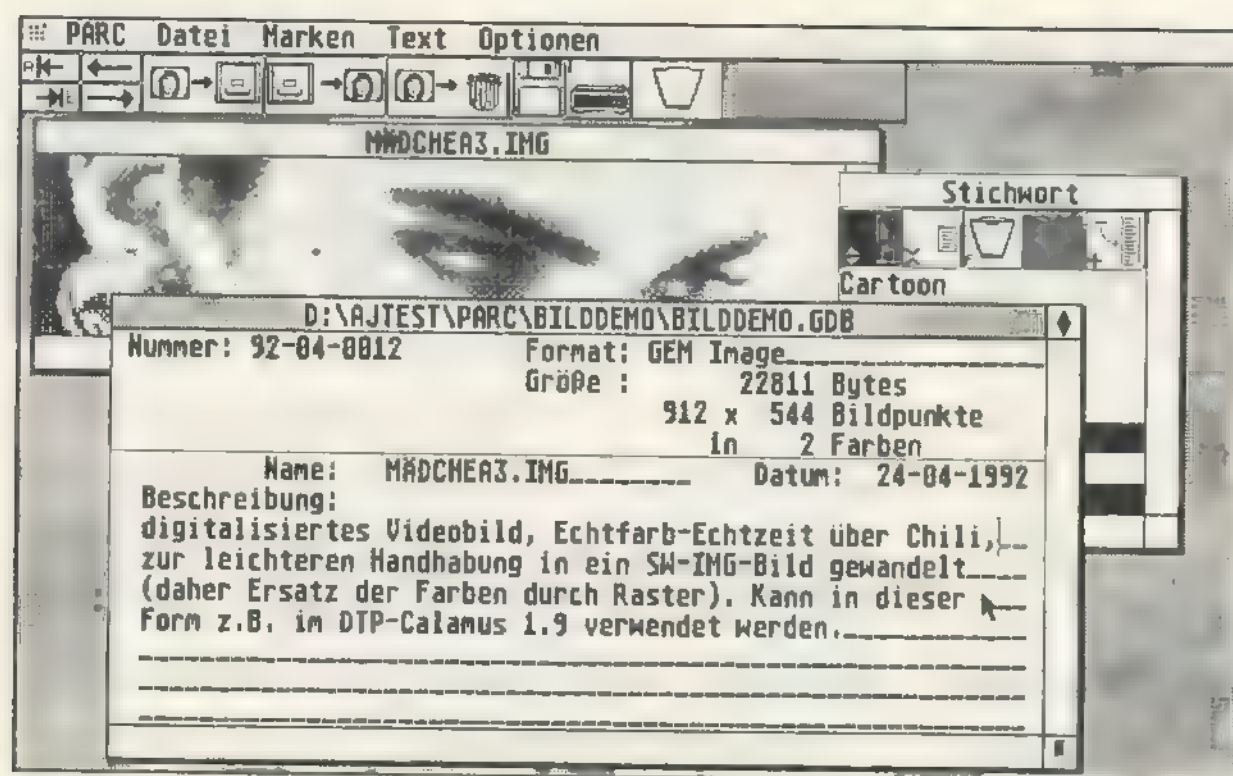 PARC Datei Marken Text Optionen
MÄDCHEA3.IMG
Stichwort
Cartoon
D:\AJTEST\PARC\BILDDEMO\BILDDEMO.GDB
Nummer: 92-04-0012 Format: GEM Image
Größe : 22811 Bytes
912 x 544 Bildpunkte
in 2 Farben
Name: MÄDCHEA3.IMG Datum: 24-04-1992
Beschreibung:
digitalisiertes Videobild, Echtfarb-Echtzeit über Chili,
zur leichteren Handhabung in ein SW-IMG-Bild gewandelt
(daher Ersatz der Farben durch Raster). Kann in dieser
Form z.B. im DTP-Calamus 1.9 verwendet werden.